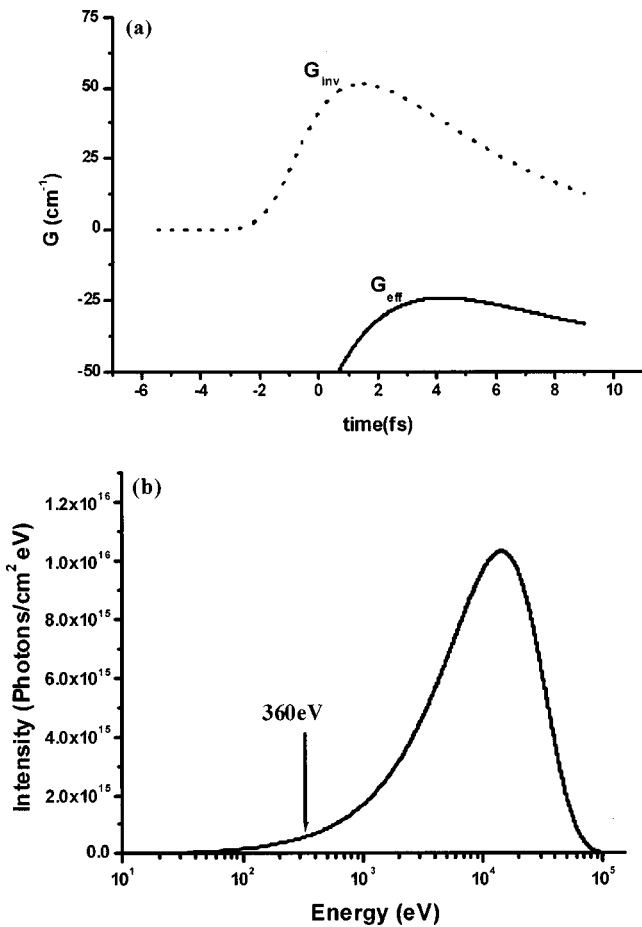 (a)
75
50
25
0
-25
-50
G (cm⁻¹)
G_inv
G_eff
-6 -4 -2 0 2 4 6 8 10
time(fs)
(b)
1.2x10¹⁶
1.0x10¹⁶
8.0x10¹⁵
6.0x10¹⁵
4.0x10¹⁵
2.0x10¹⁵
0.0
Intensity (Photons/cm² eV)
360eV
10¹ 10² 10³ 10⁴ 10⁵
Energy (eV)